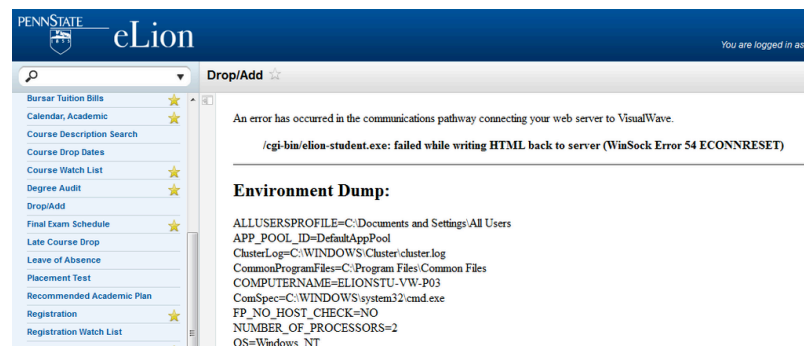 PENNSTATE
1855
eLion
You are logged in as
Drop/Add
Bursar Tuition Bills
Calendar, Academic
Course Description Search
Course Drop Dates
Course Watch List
Degree Audit
Drop/Add
Final Exam Schedule
Late Course Drop
Leave of Absence
Placement Test
Recommended Academic Plan
Registration
Registration Watch List
An error has occurred in the communications pathway connecting your web server to VisualWave.
/cgi-bin/elion-student.exe: failed while writing HTML back to server (WinSock Error 54 ECONNRESET)
Environment Dump:
ALLUSERSPROFILE=C:\Documents and Settings\All Users
APP_POOL_ID=DefaultAppPool
ClusterLog=C:\WINDOWS\Cluster\cluster.log
CommonProgramFiles=C:\Program Files\Common Files
COMPUTERNAME=ELIONSTU-VW-P03
ComSpec=C:\WINDOWS\system32\cmd.exe
FP_NO_HOST_CHECK=NO
NUMBER_OF_PROCESSORS=2
OS=Windows_NT